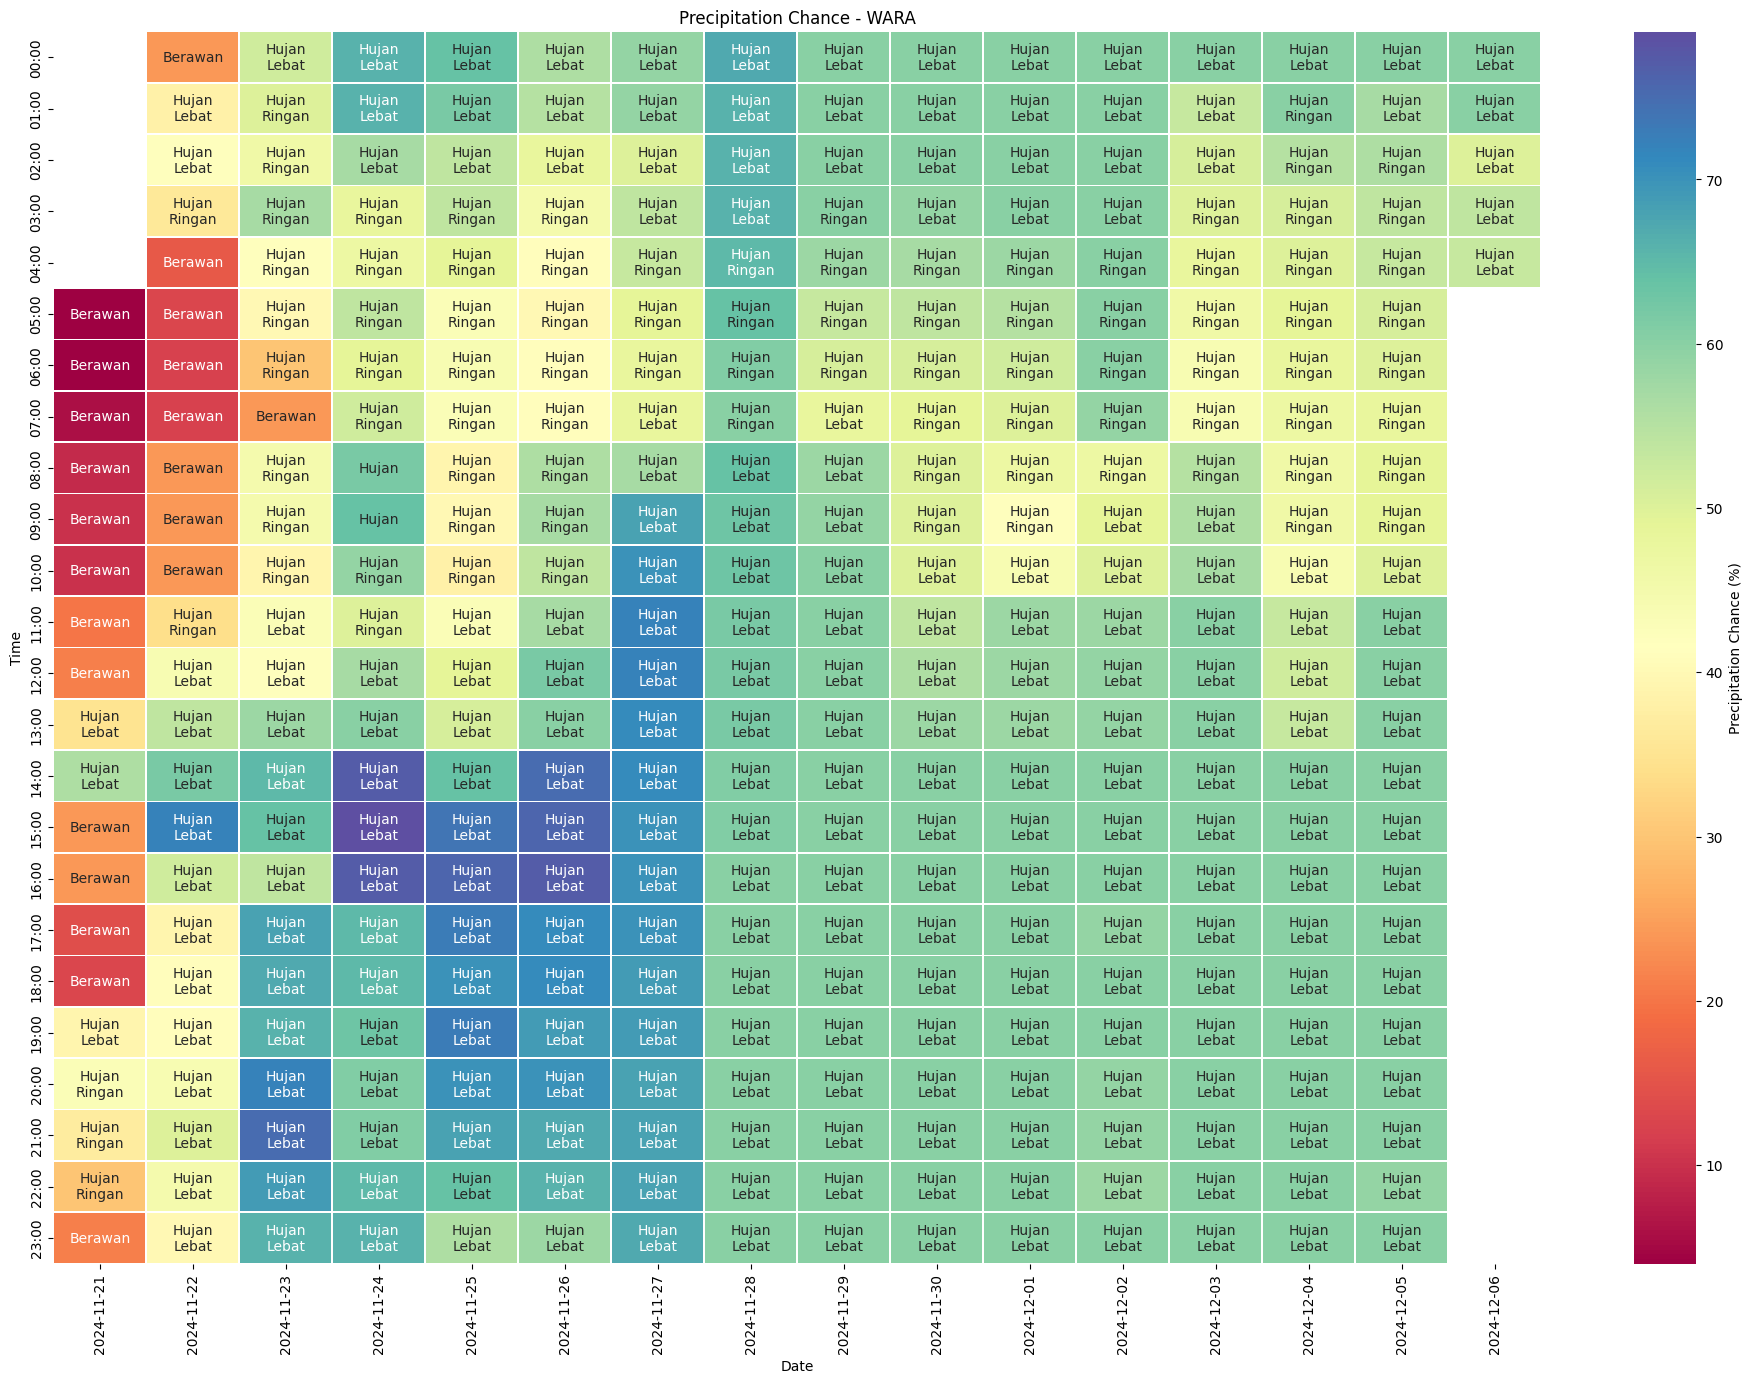 Precipitation Chance - WARA
00:00 Berawan Hujan Lebat Hujan Lebat Hujan Lebat Hujan Lebat Hujan Lebat Hujan Lebat Hujan Lebat Hujan Lebat Hujan Lebat Hujan Lebat Hujan Lebat Hujan Lebat Hujan Lebat Hujan Lebat
01:00 Hujan Lebat Hujan Ringan Hujan Lebat Hujan Lebat Hujan Lebat Hujan Lebat Hujan Lebat Hujan Lebat Hujan Lebat Hujan Lebat Hujan Lebat Hujan Lebat Hujan Ringan Hujan Lebat Hujan Lebat
02:00 Hujan Lebat Hujan Ringan Hujan Lebat Hujan Lebat Hujan Lebat Hujan Lebat Hujan Lebat Hujan Lebat Hujan Lebat Hujan Lebat Hujan Lebat Hujan Lebat Hujan Ringan Hujan Ringan Hujan Lebat
03:00 Hujan Ringan Hujan Ringan Hujan Ringan Hujan Ringan Hujan Ringan Hujan Lebat Hujan Lebat Hujan Ringan Hujan Lebat Hujan Lebat Hujan Lebat Hujan Ringan Hujan Ringan Hujan Ringan Hujan Lebat
04:00 Berawan Hujan Ringan Hujan Ringan Hujan Ringan Hujan Ringan Hujan Ringan Hujan Ringan Hujan Ringan Hujan Ringan Hujan Ringan Hujan Ringan Hujan Ringan Hujan Ringan Hujan Ringan Hujan Lebat
05:00 Berawan Berawan Hujan Ringan Hujan Ringan Hujan Ringan Hujan Ringan Hujan Ringan Hujan Ringan Hujan Ringan Hujan Ringan Hujan Ringan Hujan Ringan Hujan Ringan Hujan Ringan Hujan Ringan
06:00 Berawan Berawan Hujan Ringan Hujan Ringan Hujan Ringan Hujan Ringan Hujan Ringan Hujan Ringan Hujan Ringan Hujan Ringan Hujan Ringan Hujan Ringan Hujan Ringan Hujan Ringan Hujan Ringan
07:00 Berawan Berawan Berawan Hujan Ringan Hujan Ringan Hujan Ringan Hujan Lebat Hujan Ringan Hujan Lebat Hujan Ringan Hujan Ringan Hujan Ringan Hujan Ringan Hujan Ringan Hujan Ringan
08:00 Berawan Berawan Hujan Ringan Hujan Hujan Ringan Hujan Ringan Hujan Lebat Hujan Lebat Hujan Lebat Hujan Ringan Hujan Ringan Hujan Ringan Hujan Ringan Hujan Ringan Hujan Ringan
09:00 Berawan Berawan Hujan Ringan Hujan Hujan Ringan Hujan Ringan Hujan Lebat Hujan Lebat Hujan Lebat Hujan Ringan Hujan Ringan Hujan Lebat Hujan Lebat Hujan Ringan Hujan Ringan
10:00 Berawan Berawan Hujan Ringan Hujan Ringan Hujan Ringan Hujan Ringan Hujan Lebat Hujan Lebat Hujan Lebat Hujan Lebat Hujan Lebat Hujan Lebat Hujan Lebat Hujan Lebat Hujan Lebat
11:00 Berawan Hujan Ringan Hujan Lebat Hujan Ringan Hujan Lebat Hujan Lebat Hujan Lebat Hujan Lebat Hujan Lebat Hujan Lebat Hujan Lebat Hujan Lebat Hujan Lebat Hujan Lebat Hujan Lebat
12:00 Berawan Hujan Lebat Hujan Lebat Hujan Lebat Hujan Lebat Hujan Lebat Hujan Lebat Hujan Lebat Hujan Lebat Hujan Lebat Hujan Lebat Hujan Lebat Hujan Lebat Hujan Lebat Hujan Lebat
13:00 Hujan Lebat Hujan Lebat Hujan Lebat Hujan Lebat Hujan Lebat Hujan Lebat Hujan Lebat Hujan Lebat Hujan Lebat Hujan Lebat Hujan Lebat Hujan Lebat Hujan Lebat Hujan Lebat Hujan Lebat
14:00 Hujan Lebat Hujan Lebat Hujan Lebat Hujan Lebat Hujan Lebat Hujan Lebat Hujan Lebat Hujan Lebat Hujan Lebat Hujan Lebat Hujan Lebat Hujan Lebat Hujan Lebat Hujan Lebat Hujan Lebat
15:00 Berawan Hujan Lebat Hujan Lebat Hujan Lebat Hujan Lebat Hujan Lebat Hujan Lebat Hujan Lebat Hujan Lebat Hujan Lebat Hujan Lebat Hujan Lebat Hujan Lebat Hujan Lebat Hujan Lebat
16:00 Berawan Hujan Lebat Hujan Lebat Hujan Lebat Hujan Lebat Hujan Lebat Hujan Lebat Hujan Lebat Hujan Lebat Hujan Lebat Hujan Lebat Hujan Lebat Hujan Lebat Hujan Lebat Hujan Lebat
17:00 Berawan Hujan Lebat Hujan Lebat Hujan Lebat Hujan Lebat Hujan Lebat Hujan Lebat Hujan Lebat Hujan Lebat Hujan Lebat Hujan Lebat Hujan Lebat Hujan Lebat Hujan Lebat Hujan Lebat
18:00 Berawan Hujan Lebat Hujan Lebat Hujan Lebat Hujan Lebat Hujan Lebat Hujan Lebat Hujan Lebat Hujan Lebat Hujan Lebat Hujan Lebat Hujan Lebat Hujan Lebat Hujan Lebat Hujan Lebat
19:00 Hujan Lebat Hujan Lebat Hujan Lebat Hujan Lebat Hujan Lebat Hujan Lebat Hujan Lebat Hujan Lebat Hujan Lebat Hujan Lebat Hujan Lebat Hujan Lebat Hujan Lebat Hujan Lebat Hujan Lebat
20:00 Hujan Ringan Hujan Lebat Hujan Lebat Hujan Lebat Hujan Lebat Hujan Lebat Hujan Lebat Hujan Lebat Hujan Lebat Hujan Lebat Hujan Lebat Hujan Lebat Hujan Lebat Hujan Lebat Hujan Lebat
21:00 Hujan Ringan Hujan Lebat Hujan Lebat Hujan Lebat Hujan Lebat Hujan Lebat Hujan Lebat Hujan Lebat Hujan Lebat Hujan Lebat Hujan Lebat Hujan Lebat Hujan Lebat Hujan Lebat Hujan Lebat
22:00 Hujan Ringan Hujan Lebat Hujan Lebat Hujan Lebat Hujan Lebat Hujan Lebat Hujan Lebat Hujan Lebat Hujan Lebat Hujan Lebat Hujan Lebat Hujan Lebat Hujan Lebat Hujan Lebat Hujan Lebat
23:00 Berawan Hujan Lebat Hujan Lebat Hujan Lebat Hujan Lebat Hujan Lebat Hujan Lebat Hujan Lebat Hujan Lebat Hujan Lebat Hujan Lebat Hujan Lebat Hujan Lebat Hujan Lebat Hujan Lebat
Time
2024-11-21 2024-11-22 2024-11-23 2024-11-24 2024-11-25 2024-11-26 2024-11-27 2024-11-28 2024-11-29 2024-11-30 2024-12-01 2024-12-02 2024-12-03 2024-12-04 2024-12-05 2024-12-06
Date
70
60
50
40
30
20
10
Precipitation Chance (%)